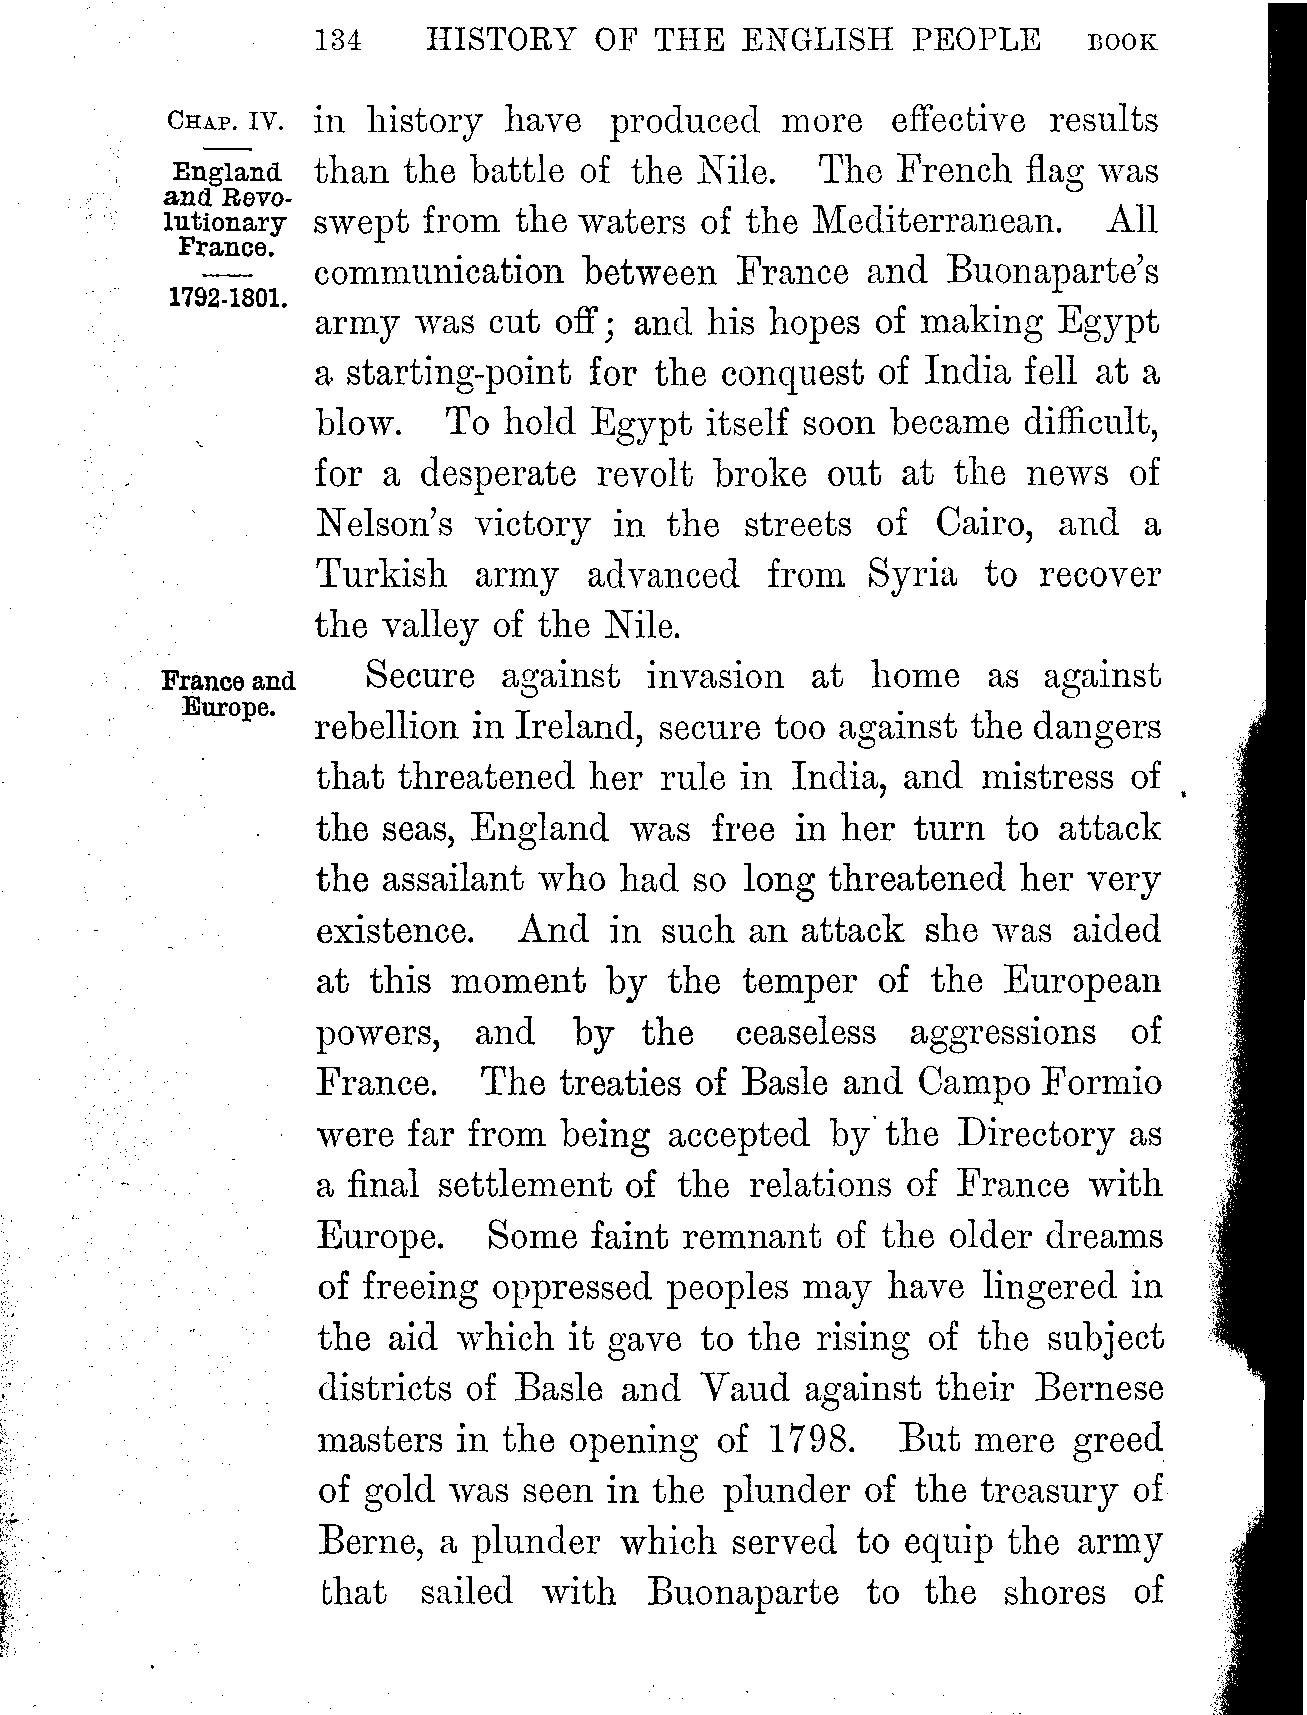 134 HISTORY OF THE ENGLISH PEOPLE BOOK
CHAP. IV.
England
and Revo-
lutionary
France.
1792-1801.
in history have produced more effective results
than the battle of the Nile. The French flag was
swept from the waters of the Mediterranean. All
communication between France and Buonaparte's
army was cut off; and his hopes of making Egypt
a starting-point for the conquest of India fell at a
blow. To hold Egypt itself soon became difficult,
for a desperate revolt broke out at the news of
Nelson's victory in the streets of Cairo, and a
Turkish army advanced from Syria to recover
the valley of the Nile.
France and
Europe.
Secure against invasion at home as against
rebellion in Ireland, secure too against the dangers
that threatened her rule in India, and mistress of
the seas, England was free in her turn to attack
the assailant who had so long threatened her very
existence. And in such an attack she was aided
at this moment by the temper of the European
powers, and by the ceaseless aggressions of
France. The treaties of Basle and Campo Formio
were far from being accepted by the Directory as
a final settlement of the relations of France with
Europe. Some faint remnant of the older dreams
of freeing oppressed peoples may have lingered in
the aid which it gave to the rising of the subject
districts of Basle and Vaud against their Bernese
masters in the opening of 1798. But mere greed
of gold was seen in the plunder of the treasury of
Berne, a plunder which served to equip the army
that sailed with Buonaparte to the shores of